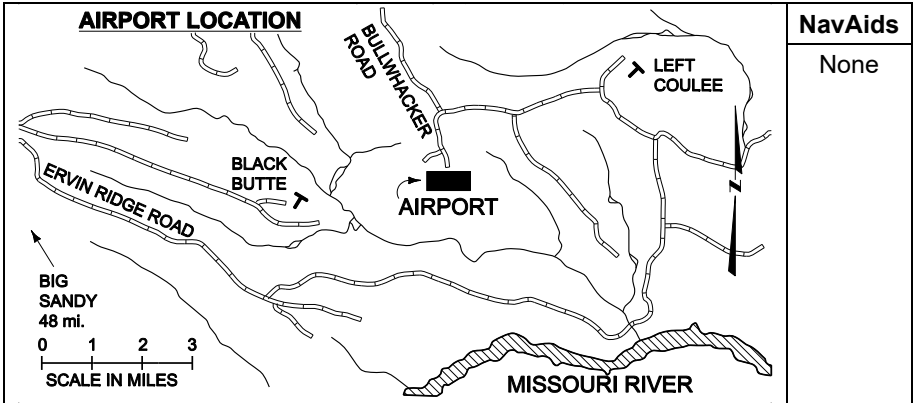 AIRPORT LOCATION
NavAids
None
BULLWHACKER
ROAD
LEFT
COULEE
BLACK
BUTTE
AIRPORT
N
ERVIN RIDGE ROAD
BIG
SANDY
48 mi.
0 1 2 3
SCALE IN MILES
MISSOURI RIVER